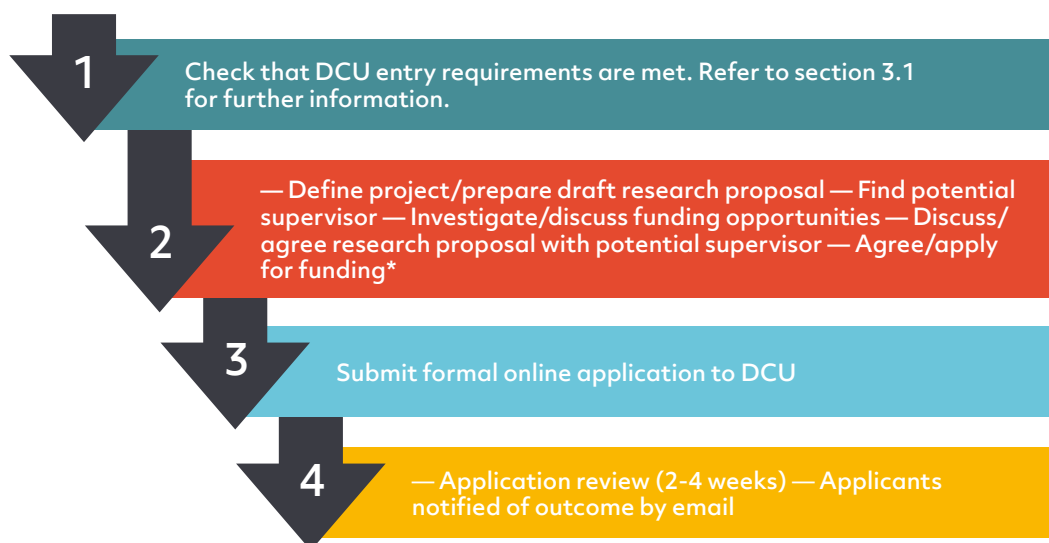 1
Check that DCU entry requirements are met. Refer to section 3.1
for further information.
2
— Define project/prepare draft research proposal — Find potential
supervisor — Investigate/discuss funding opportunities — Discuss/
agree research proposal with potential supervisor — Agree/apply
for funding*
3
Submit formal online application to DCU
4
— Application review (2-4 weeks) — Applicants
notified of outcome by email